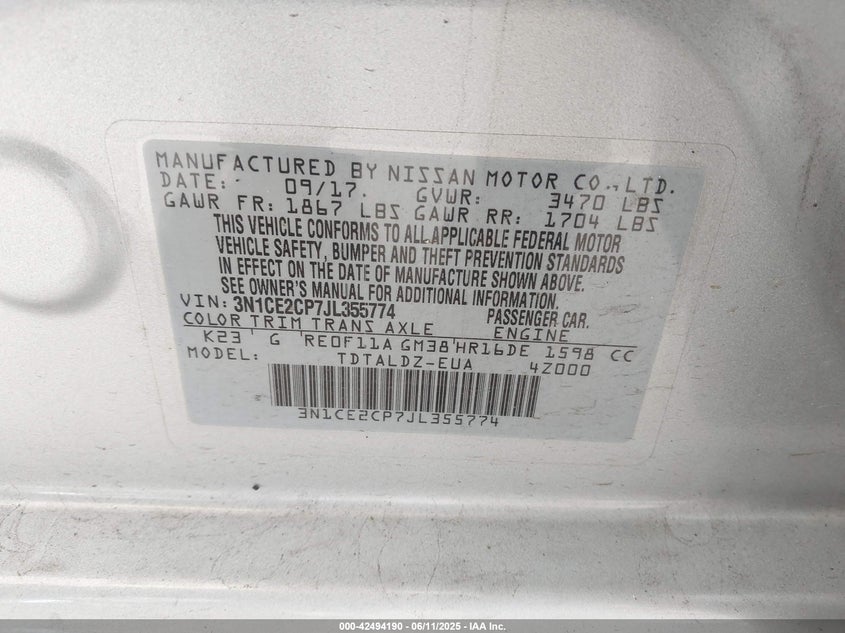 MANUFACTURED BY NISSAN MOTOR CO., LTD.
DATE: 09/17. GVWR: 3470 LBS
GAWR FR: 1867 LBS GAWR RR: 1704 LBS
THIS VEHICLE CONFORMS TO ALL APPLICABLE FEDERAL MOTOR
VEHICLE SAFETY, BUMPER AND THEFT PREVENTION STANDARDS
IN EFFECT ON THE DATE OF MANUFACTURE SHOWN ABOVE.
SEE OWNER'S MANUAL FOR ADDITIONAL INFORMATION.
VIN: 3N1CE2CP7JL355774 PASSENGER CAR.
COLOR TRIM TRANS AXLE ENGINE
K23 ' G 'RE0F11A GM38'HR16DE 1598 CC
MODEL: TDTALDZ-EUA 4Z000
3N1CE2CP7JL355774
000-42494190 - 06/11/2025 - IAA Inc.